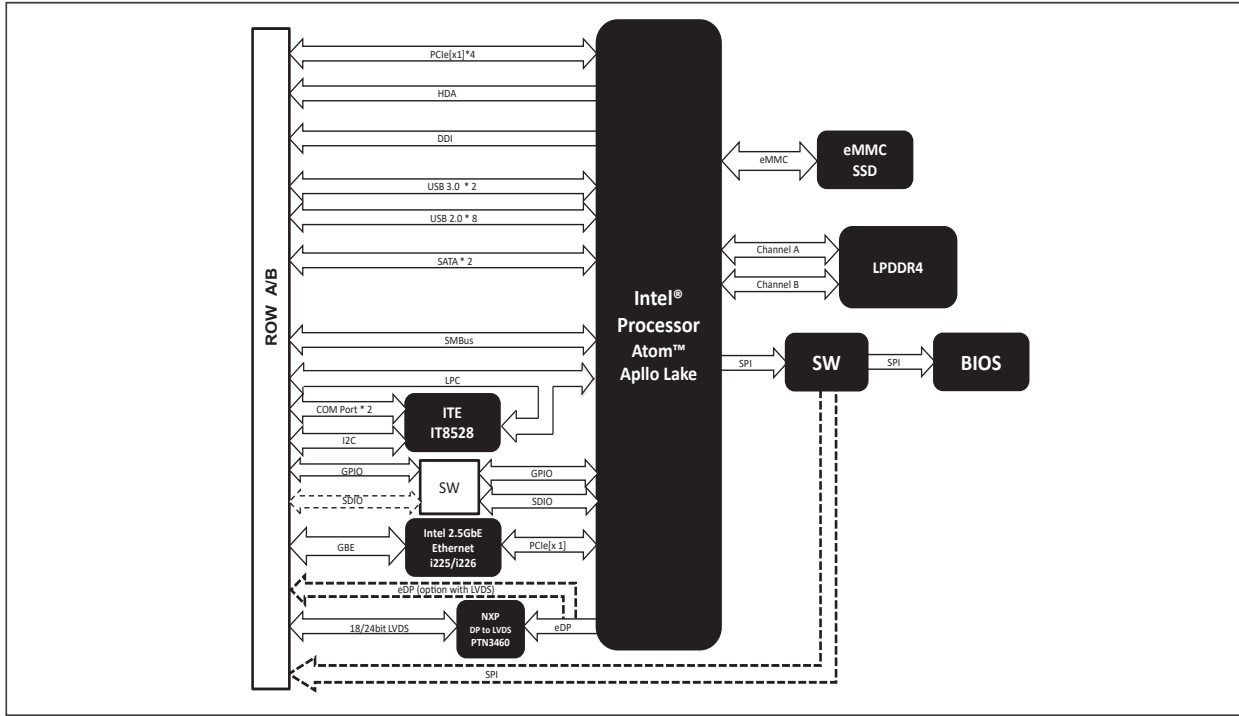 ROW A/B
PCIe[x1]*4
HDA
DDI
USB 3.0 * 2
USB 2.0 * 8
SATA * 2
SMBus
LPC
COM Port * 2
I2C
ITE
IT8528
GPIO
SDIO
SW
GPIO
SDIO
GBE
Intel 2.5GbE
Ethernet
i225/i226
PCIe[x 1]
eDP (option with LVDS)
18/24bit LVDS
NXP
DP to LVDS
PTN3460
eDP
SPI
Intel®
Processor
Atom™
Apllo Lake
eMMC
eMMC
SSD
Channel A
Channel B
LPDDR4
SPI
SW
SPI
BIOS